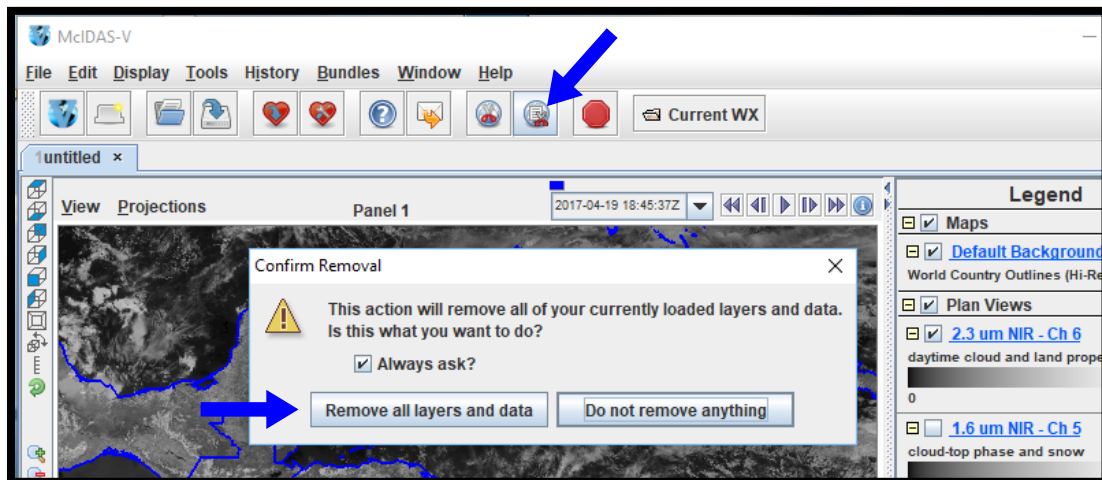 McIDAS-V
File Edit Display Tools History Bundles Window Help
Current WX
1untitled ×
View Projections
Panel 1
2017-04-19 18:45:37Z
Legend
Maps
Default Background
World Country Outlines (Hi-Re
Plan Views
2.3 um NIR - Ch 6
daytime cloud and land prope
0
1.6 um NIR - Ch 5
cloud-top phase and snow
Confirm Removal
This action will remove all of your currently loaded layers and data.
Is this what you want to do?
Always ask?
Remove all layers and data Do not remove anything